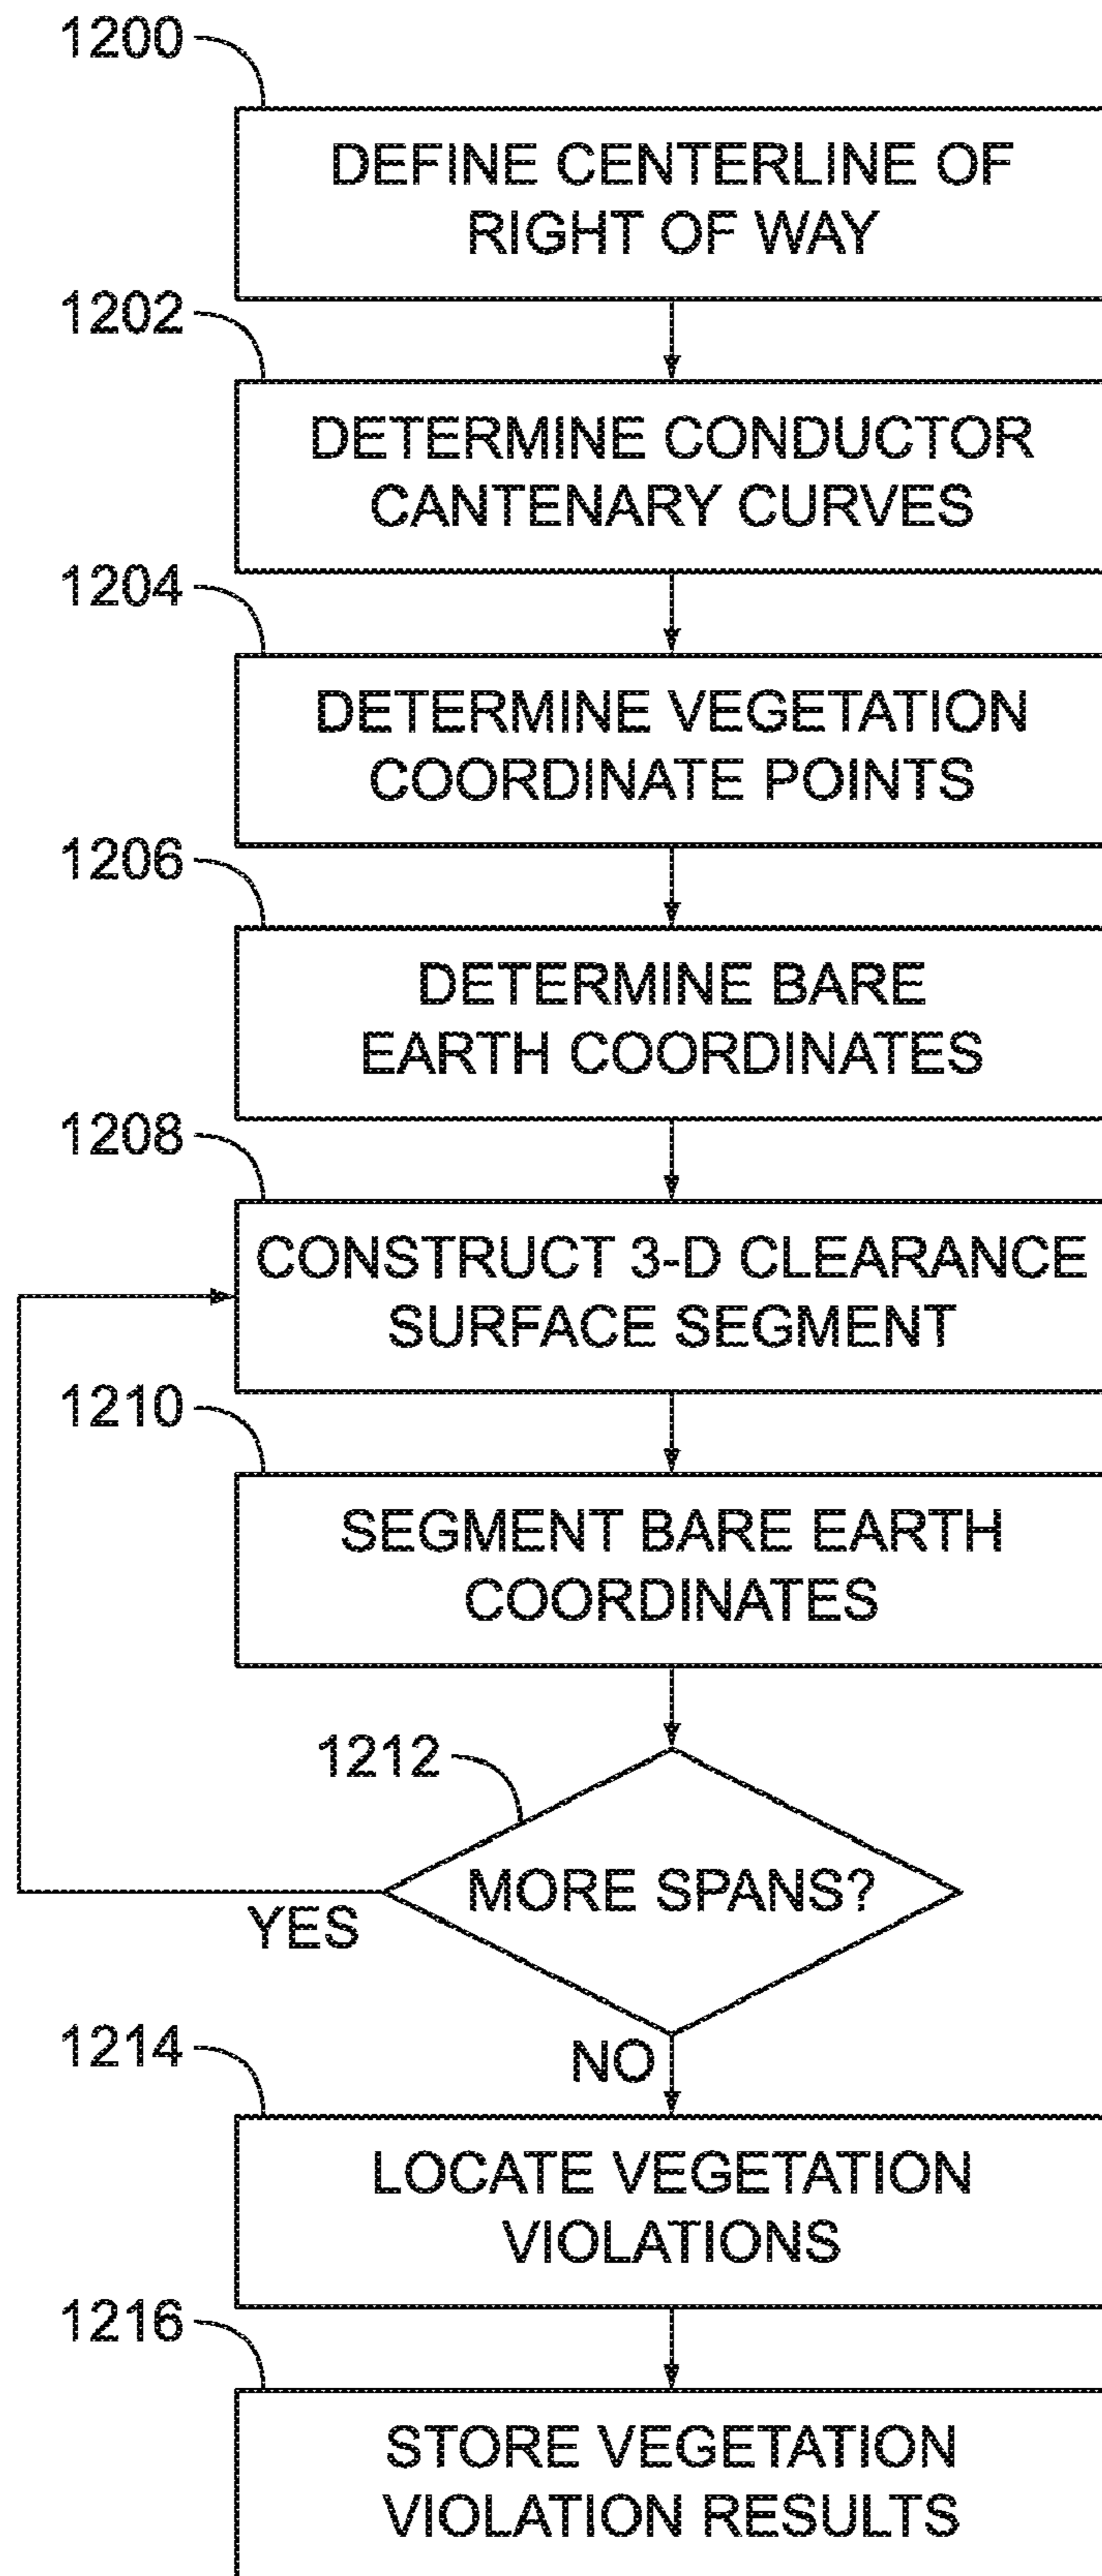 1200
DEFINE CENTERLINE OF
RIGHT OF WAY
1202
DETERMINE CONDUCTOR
CANTENARY CURVES
1204
DETERMINE VEGETATION
COORDINATE POINTS
1206
DETERMINE BARE
EARTH COORDINATES
1208
CONSTRUCT 3-D CLEARANCE
SURFACE SEGMENT
1210
SEGMENT BARE EARTH
COORDINATES
1212
MORE SPANS?
YES
NO
1214
LOCATE VEGETATION
VIOLATIONS
1216
STORE VEGETATION
VIOLATION RESULTS